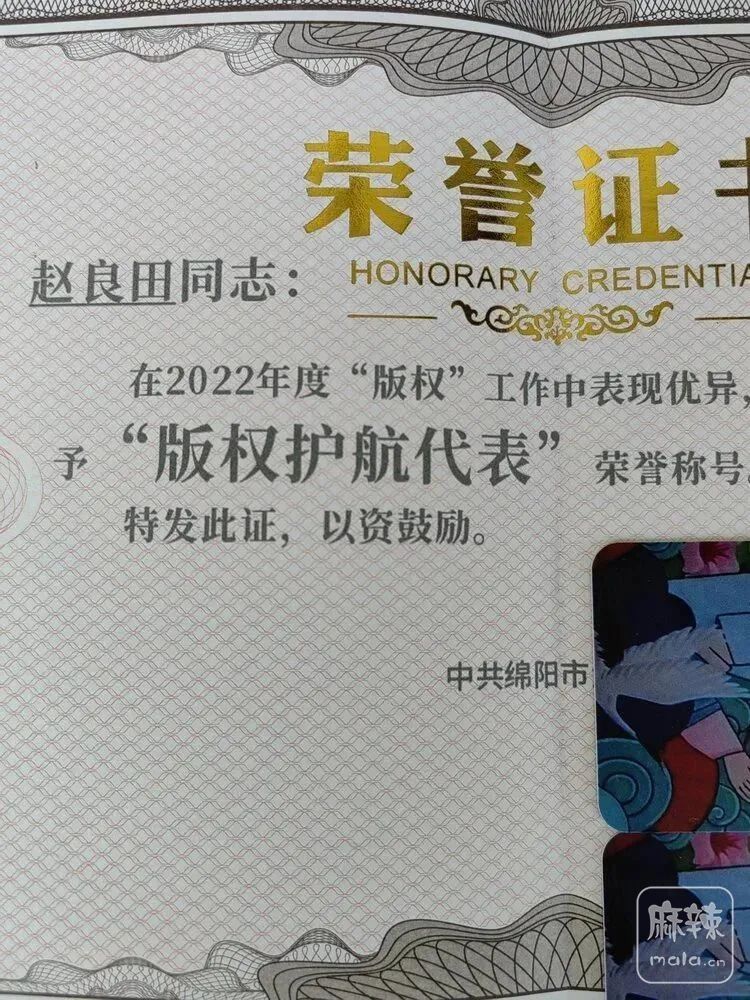 荣誉证书
HONORARY CREDENTIA
赵良田同志：
在2022年度“版权”工作中表现优异，
予“版权护航代表”荣誉称号。
特发此证，以资鼓励。
中共绵阳市
麻辣
mala.cn